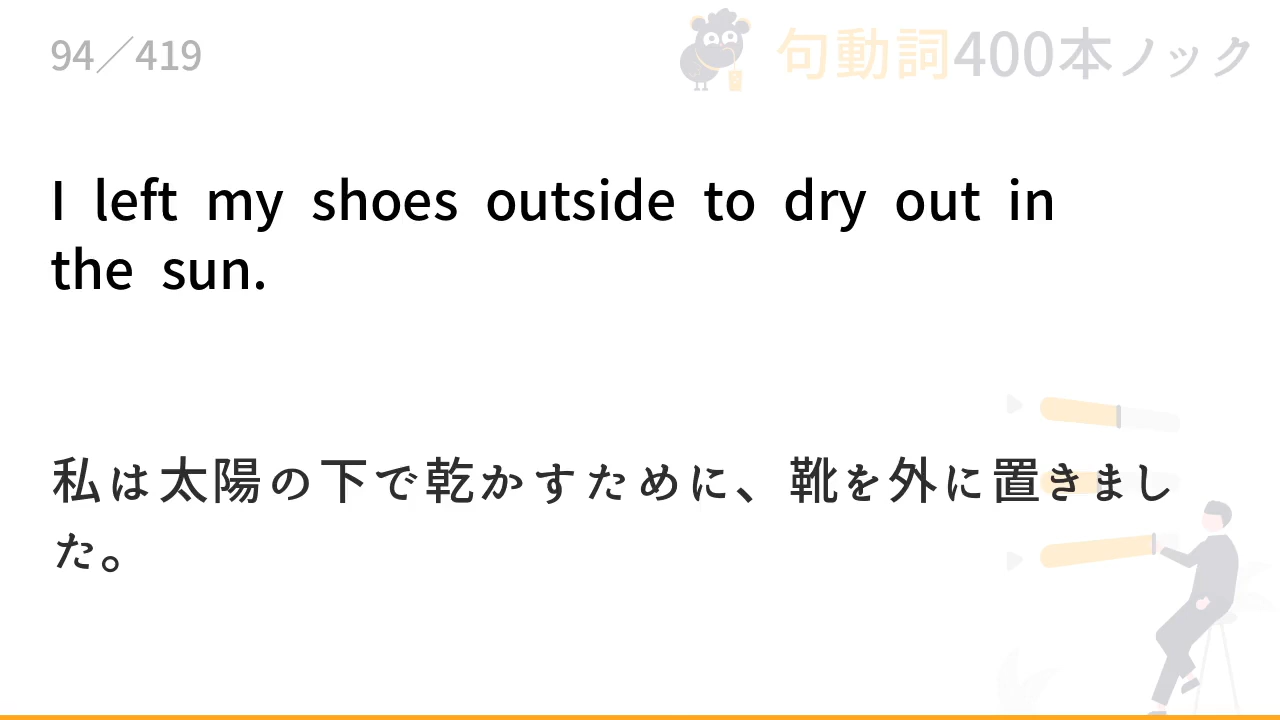 94／419
句動詞400本ノック
I left my shoes outside to dry out in
the sun.
私は太陽の下で乾かすために、靴を外に置きまし
た。